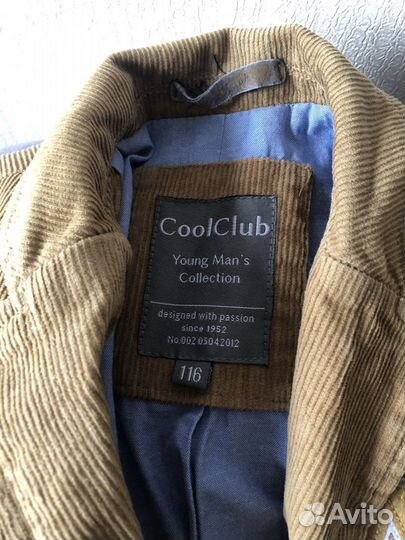 CoolClub
Young Man's
Collection
designed with passion
since 1952
No.002 05042012
116
Avito